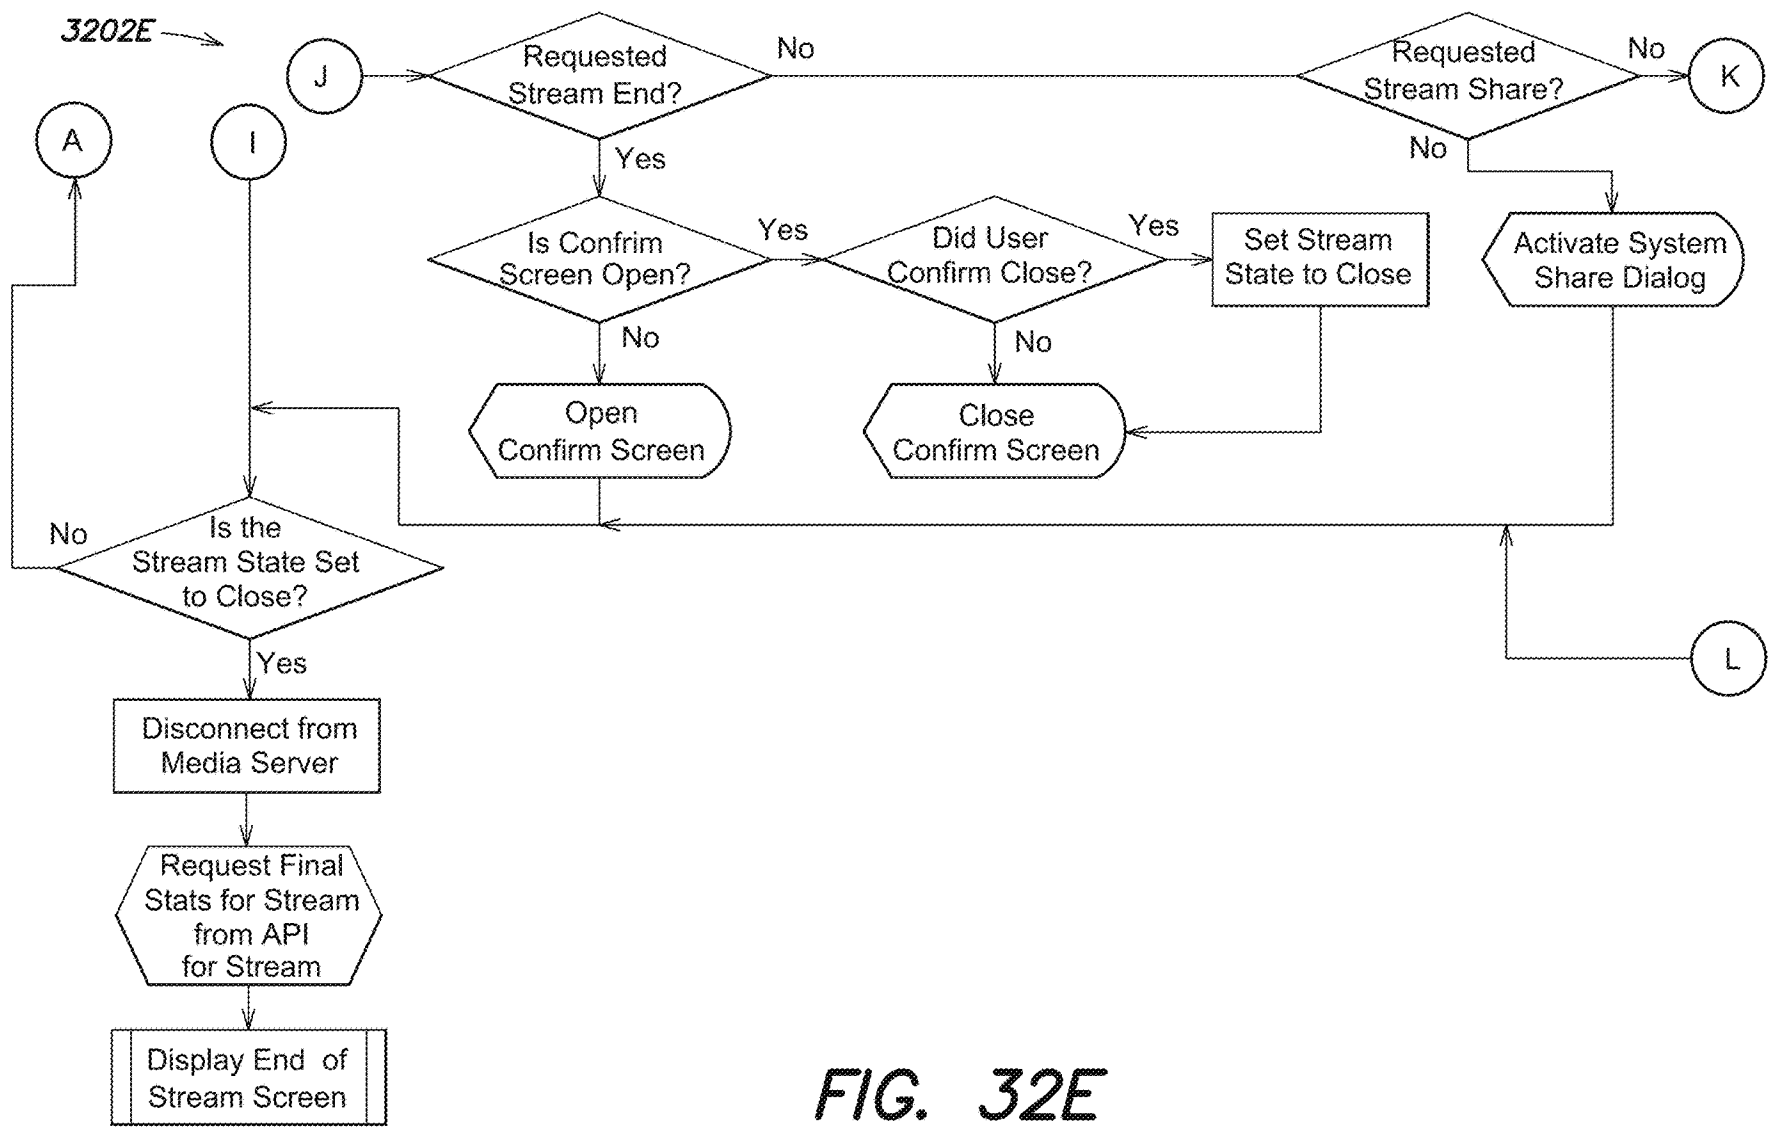 3202E
J
Requested
Stream End?
No
Requested
Stream Share?
No
K
A
I
Yes
No
Is Confrim
Screen Open?
Yes
Did User
Confirm Close?
Yes
Set Stream
State to Close
Activate System
Share Dialog
No
No
Open
Confirm Screen
Close
Confirm Screen
No
Is the
Stream State Set
to Close?
Yes
L
Disconnect from
Media Server
Request Final
Stats for Stream
from API
for Stream
Display End of
Stream Screen
FIG. 32E